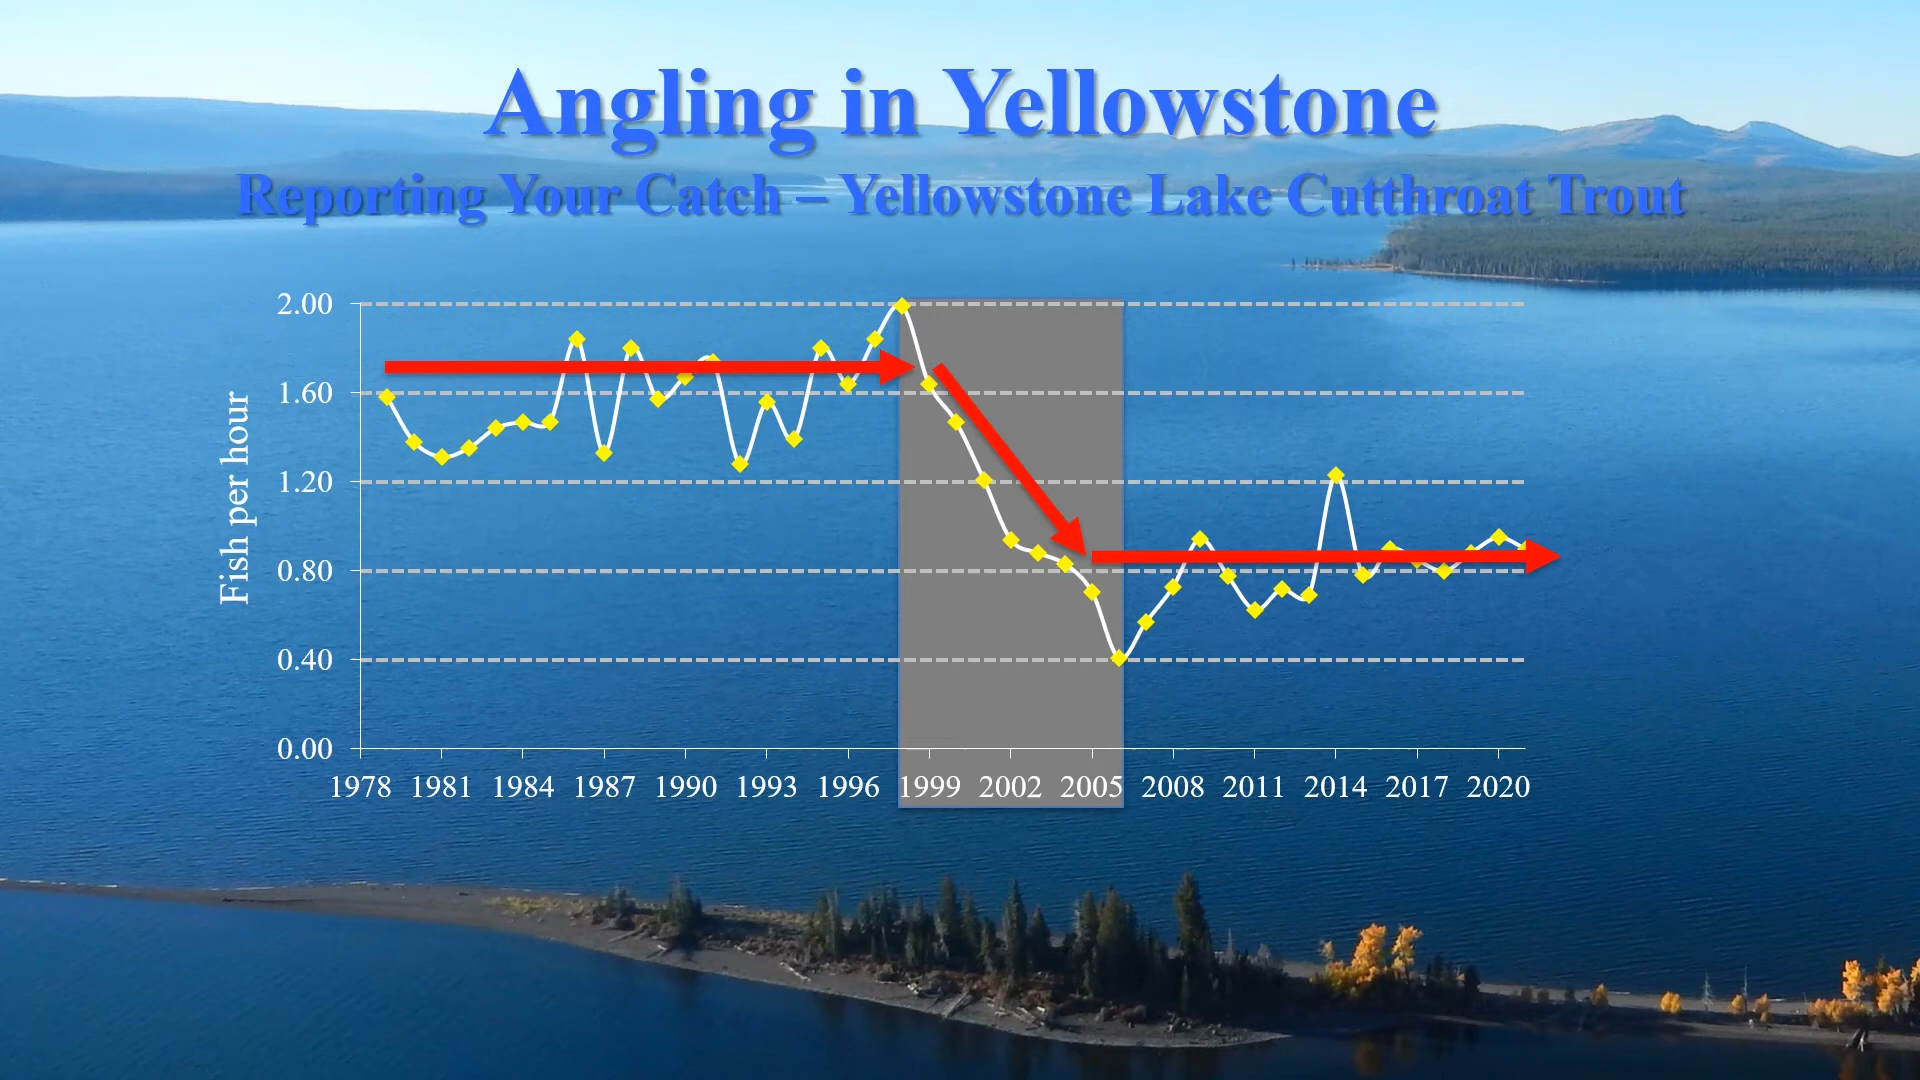 Angling in Yellowstone
Reporting Your Catch – Yellowstone Lake Cutthroat Trout
Fish per hour
2.00
1.60
1.20
0.80
0.40
0.00
1978 1981 1984 1987 1990 1993 1996 1999 2002 2005 2008 2011 2014 2017 2020